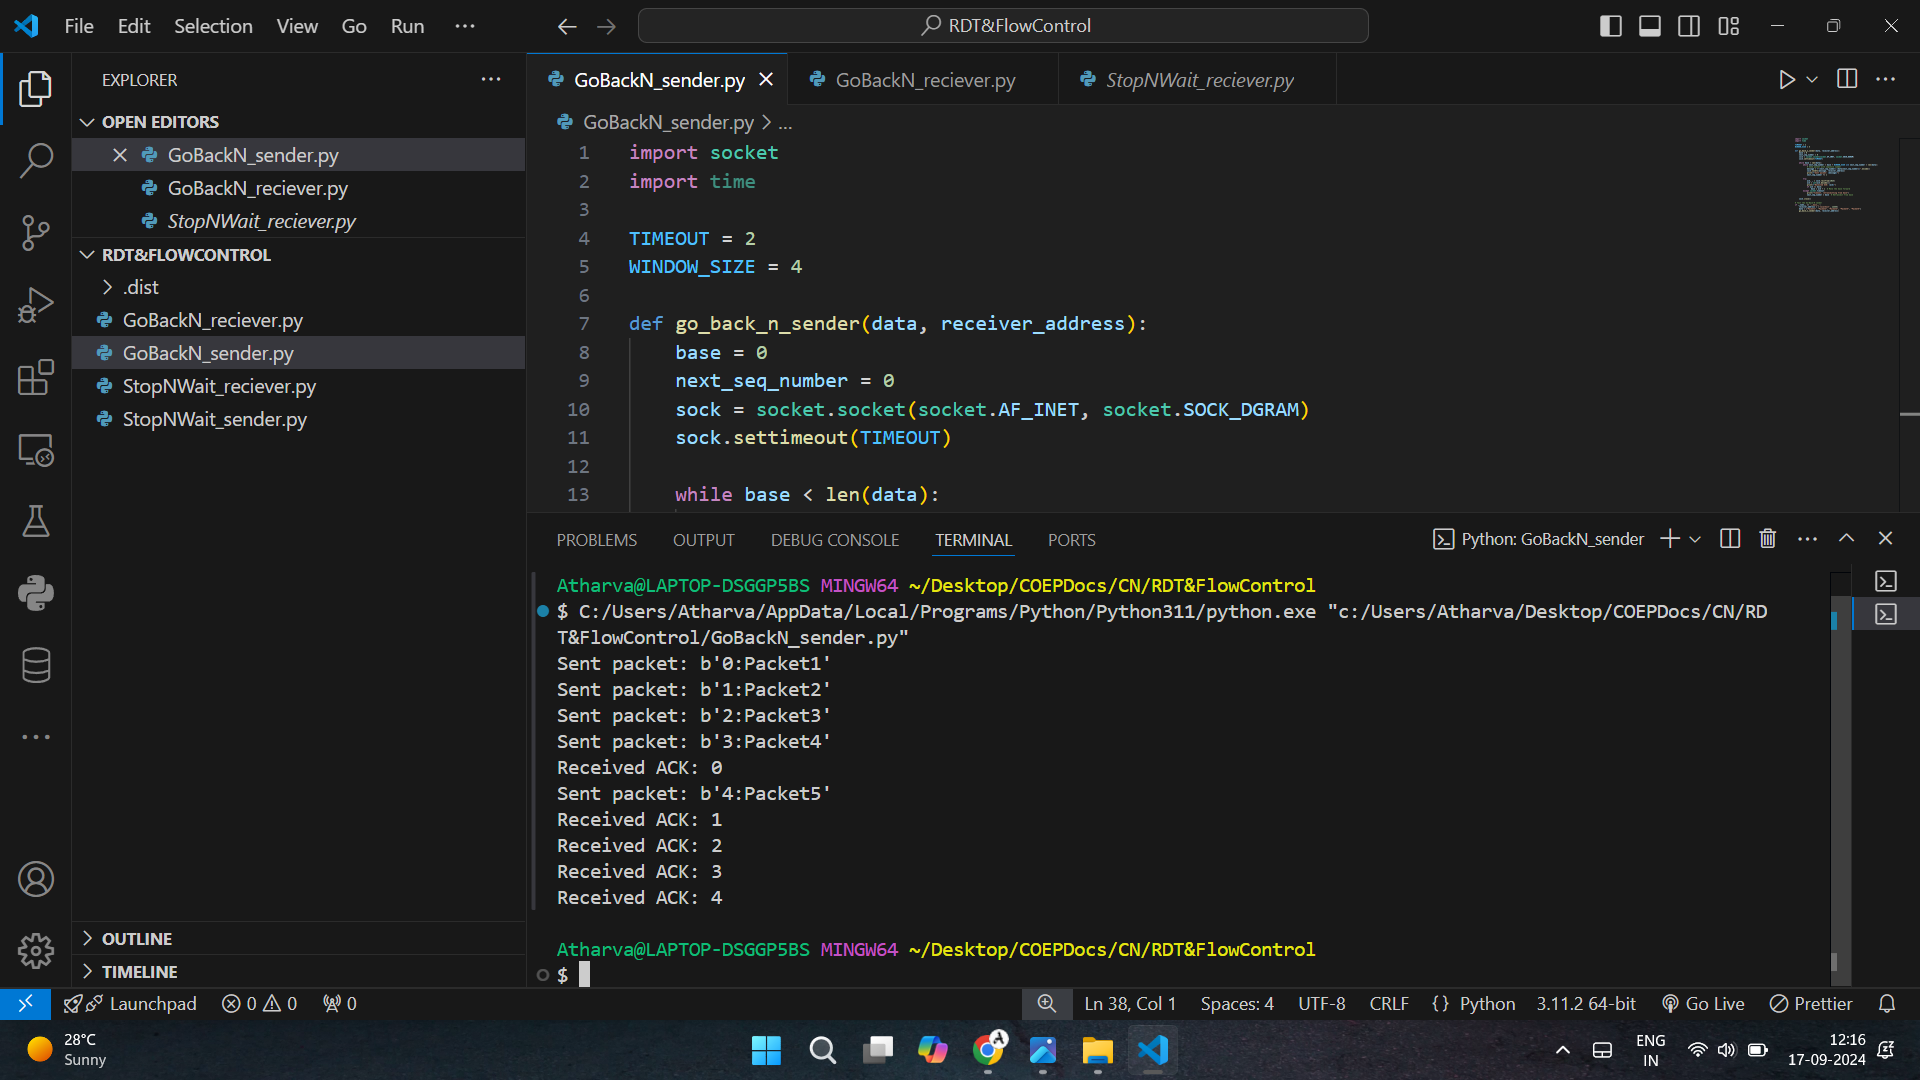 File Edit Selection View Go Run ...
RDT&FlowControl
EXPLORER
OPEN EDITORS
GoBackN_sender.py
GoBackN_reciever.py
StopNWait_reciever.py
RDT&FLOWCONTROL
.dist
GoBackN_reciever.py
GoBackN_sender.py
StopNWait_reciever.py
StopNWait_sender.py
OUTLINE
TIMELINE
GoBackN_sender.py GoBackN_reciever.py StopNWait_reciever.py
GoBackN_sender.py > ...
1 import socket
2 import time
3
4 TIMEOUT = 2
5 WINDOW_SIZE = 4
6
7 def go_back_n_sender(data, receiver_address):
8 base = 0
9 next_seq_number = 0
10 sock = socket.socket(socket.AF_INET, socket.SOCK_DGRAM)
11 sock.settimeout(TIMEOUT)
12
13 while base < len(data):
PROBLEMS OUTPUT DEBUG CONSOLE TERMINAL PORTS
Python: GoBackN_sender
Atharva@LAPTOP-DSGGP5BS MINGW64 ~/Desktop/COEPDocs/CN/RDT&FlowControl
$ C:/Users/Atharva/AppData/Local/Programs/Python/Python311/python.exe "c:/Users/Atharva/Desktop/COEPDocs/CN/RD
T&FlowControl/GoBackN_sender.py"
Sent packet: b'0:Packet1'
Sent packet: b'1:Packet2'
Sent packet: b'2:Packet3'
Sent packet: b'3:Packet4'
Received ACK: 0
Sent packet: b'4:Packet5'
Received ACK: 1
Received ACK: 2
Received ACK: 3
Received ACK: 4
Atharva@LAPTOP-DSGGP5BS MINGW64 ~/Desktop/COEPDocs/CN/RDT&FlowControl
$
Launchpad 0 0 0 Ln 38, Col 1 Spaces: 4 UTF-8 CRLF {} Python 3.11.2 64-bit Go Live Prettier
28°C
Sunny
A
ENG
IN
12:16
17-09-2024